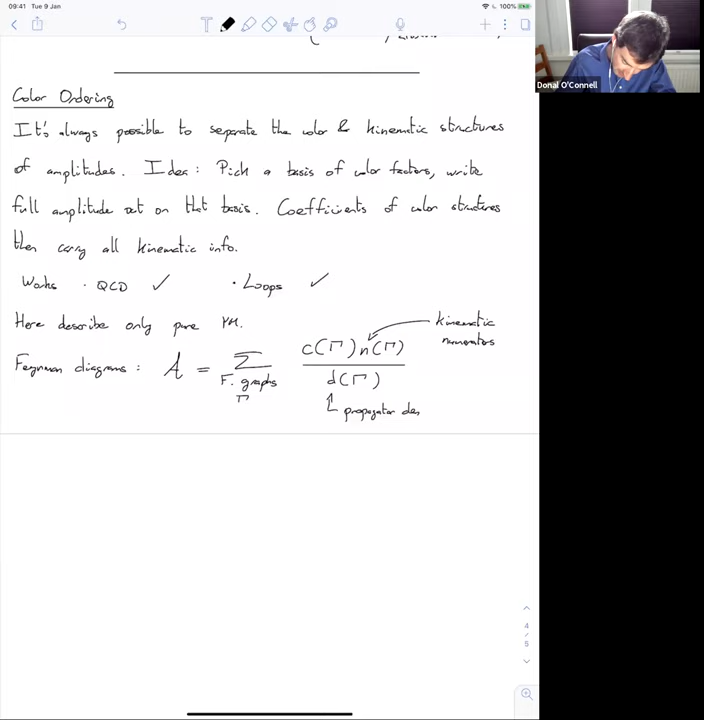 09:41 Tue 9 Jan
100%
Donal O'Connell
Color Ordering
It's always possible to separate the color & kinematic structures
of amplitudes. Idea: Pick a basis of color factors, write
full amplitude out on that basis. Coefficients of color structures
then carry all kinematic info.
Works · QCD ✓ · Loops ✓
Here describe only pure YM.
kinematic
numerators
Feynman diagrams: A = Σ c(Γ) n(Γ) / d(Γ)
F. graphs
Γ
propagator den
4
/
5